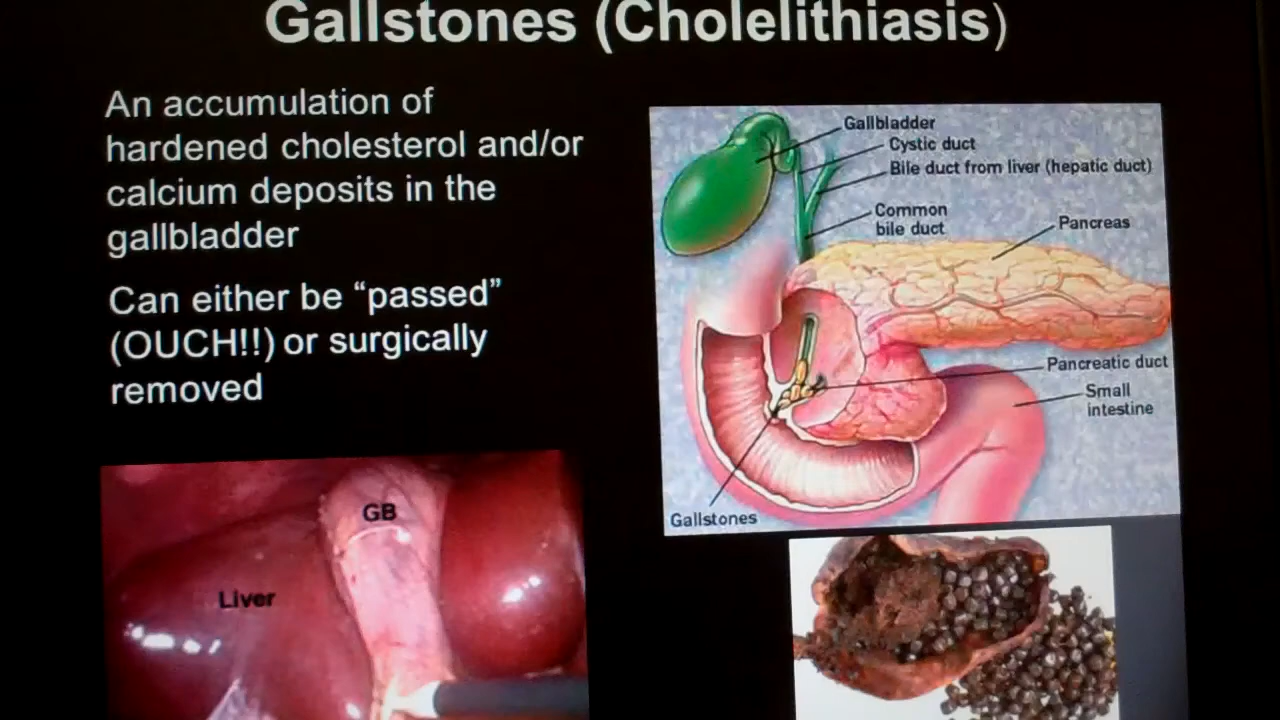 Gallstones (Cholelithiasis)
An accumulation of
hardened cholesterol and/or
calcium deposits in the
gallbladder
Can either be “passed”
(OUCH!!) or surgically
removed
Gallbladder
Cystic duct
Bile duct from liver (hepatic duct)
Common
bile duct
Pancreas
Pancreatic duct
Small
intestine
Gallstones
GB
Liver